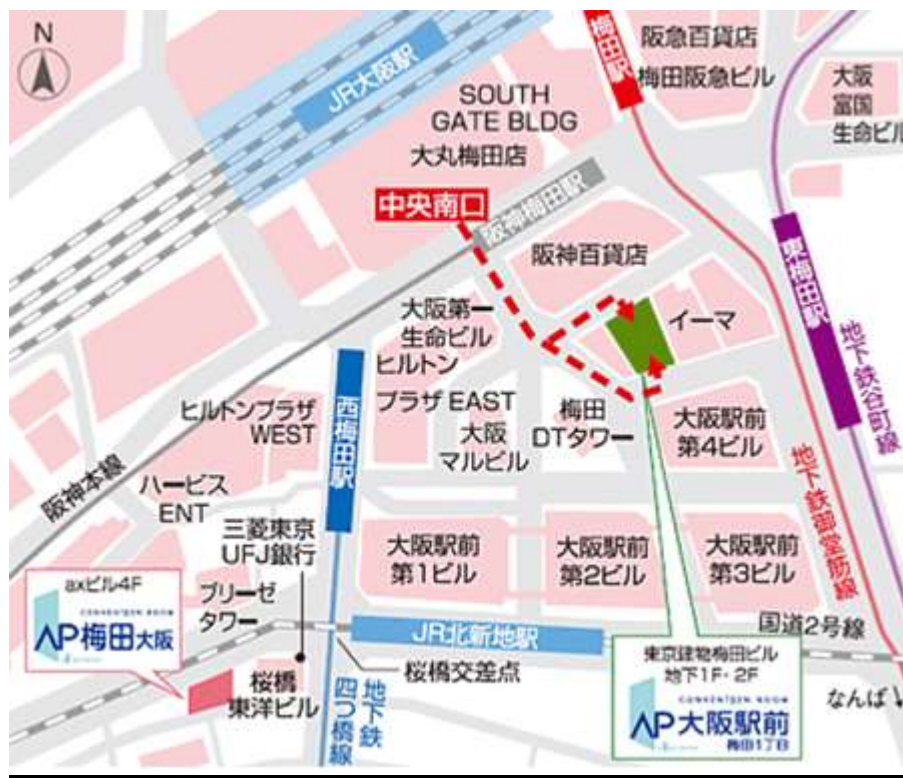 N
JR大阪駅
SOUTH
GATE BLDG
大丸梅田店
梅田駅
阪急百貨店
梅田阪急ビル
大阪
富国
生命ビル
中央南口
阪神梅田駅
阪神百貨店
イーマ
東梅田駅
地下鉄谷町線
大阪第一
生命ビル
ヒルトン
プラザ EAST
ヒルトンプラザ
WEST
西梅田駅
大阪
マルビル
梅田
DTタワー
大阪駅前
第4ビル
地下鉄御堂筋線
阪神本線
ハービス
ENT
三菱東京
UFJ銀行
大阪駅前
第1ビル
大阪駅前
第2ビル
大阪駅前
第3ビル
axビル4F
CONVENTION ROOM
AP梅田大阪
ブリーゼ
タワー
JR北新地駅
国道2号線
桜橋
東洋ビル
桜橋交差点
地下鉄
四つ橋線
東京建物梅田ビル
地下1F・2F
CONVENTION ROOM
AP大阪駅前
梅田1丁目
なんば